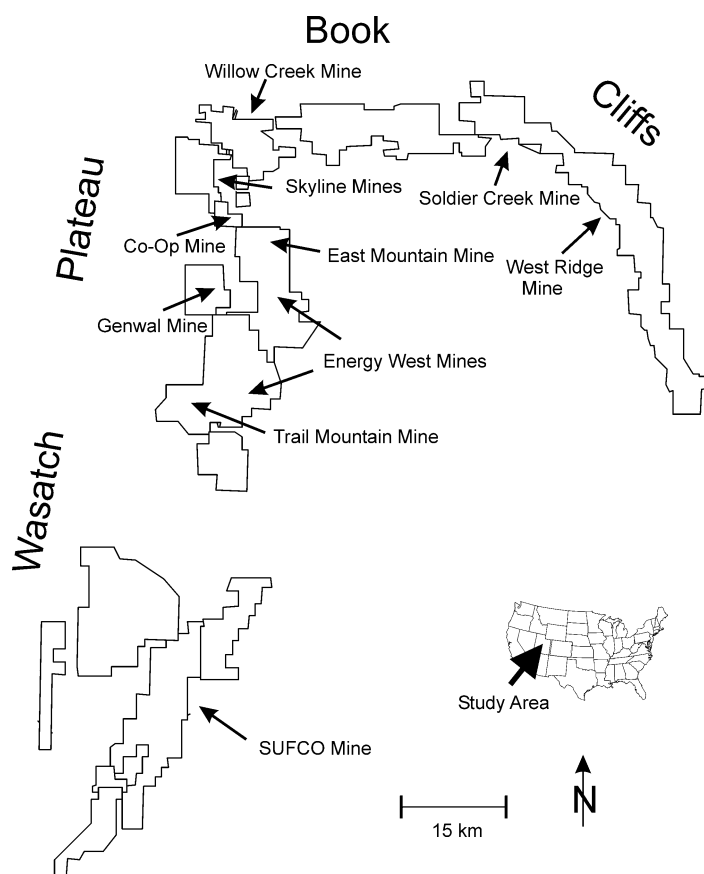 Book
Willow Creek Mine
Cliffs
Skyline Mines
Soldier Creek Mine
Plateau
Co-Op Mine
East Mountain Mine
West Ridge
Mine
Genwal Mine
Energy West Mines
Trail Mountain Mine
Wasatch
Study Area
SUFCO Mine
N
15 km